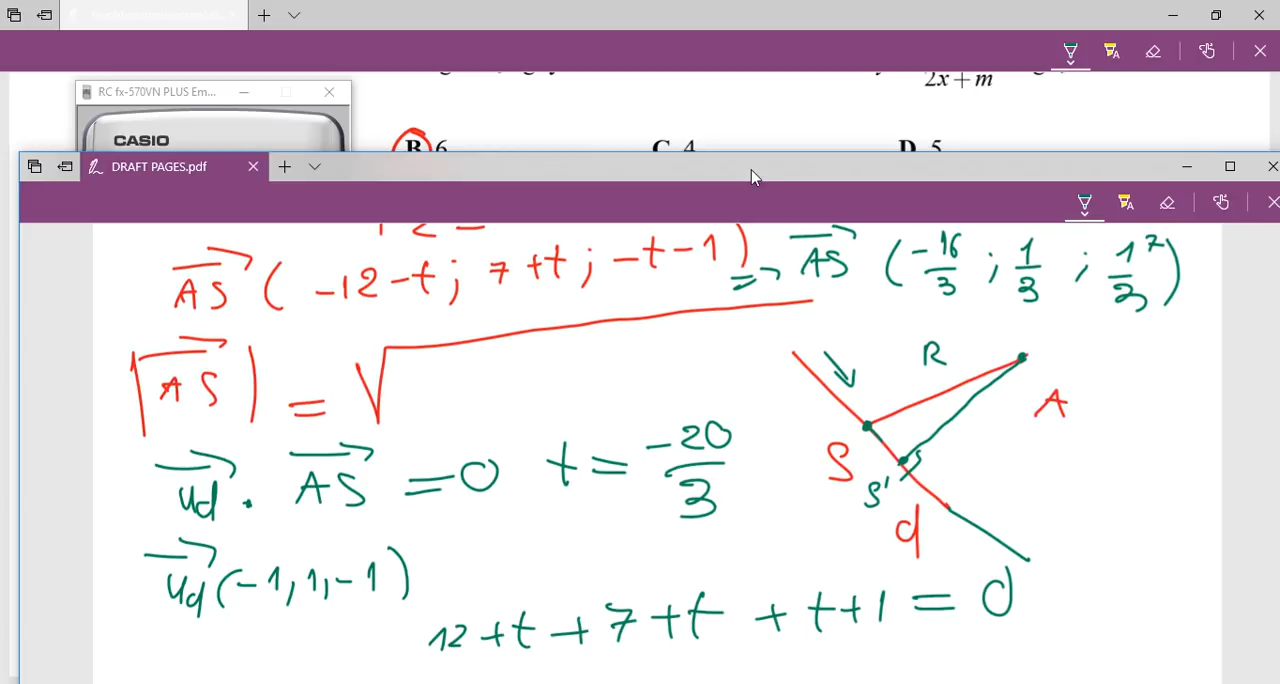 RC fx-570VN PLUS Em...
2x + m
CASIO
B 6 C. 4 D. 5
DRAFT PAGES.pdf
AS ( -12 - t ; 7 + t ; -t - 1 ) => AS ( -16/3 ; 1/3 ; 17/3 )
|AS| = √
R
A
S
S'
d
ud . AS = 0 t = -20/3
ud (-1, 1, -1)
12 + t + 7 + t + t + 1 = 0